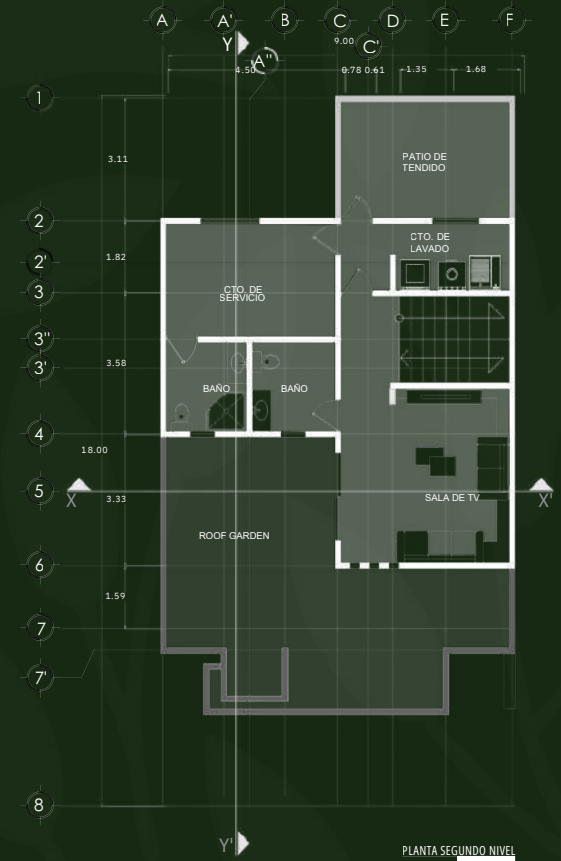 A A' B C D E F
Y
9.00
C'
A"
4.50 0.78 0.61 1.35 1.68
1
3.11
PATIO DE
TENDIDO
2
CTO. DE
LAVADO
2'
1.82
3
CTO. DE
SERVICIO
3"
3'
3.58
BAÑO BAÑO
4
18.00
5
X X'
3.33
SALA DE TV
ROOF GARDEN
6
1.59
7
7'
8
Y'
PLANTA SEGUNDO NIVEL